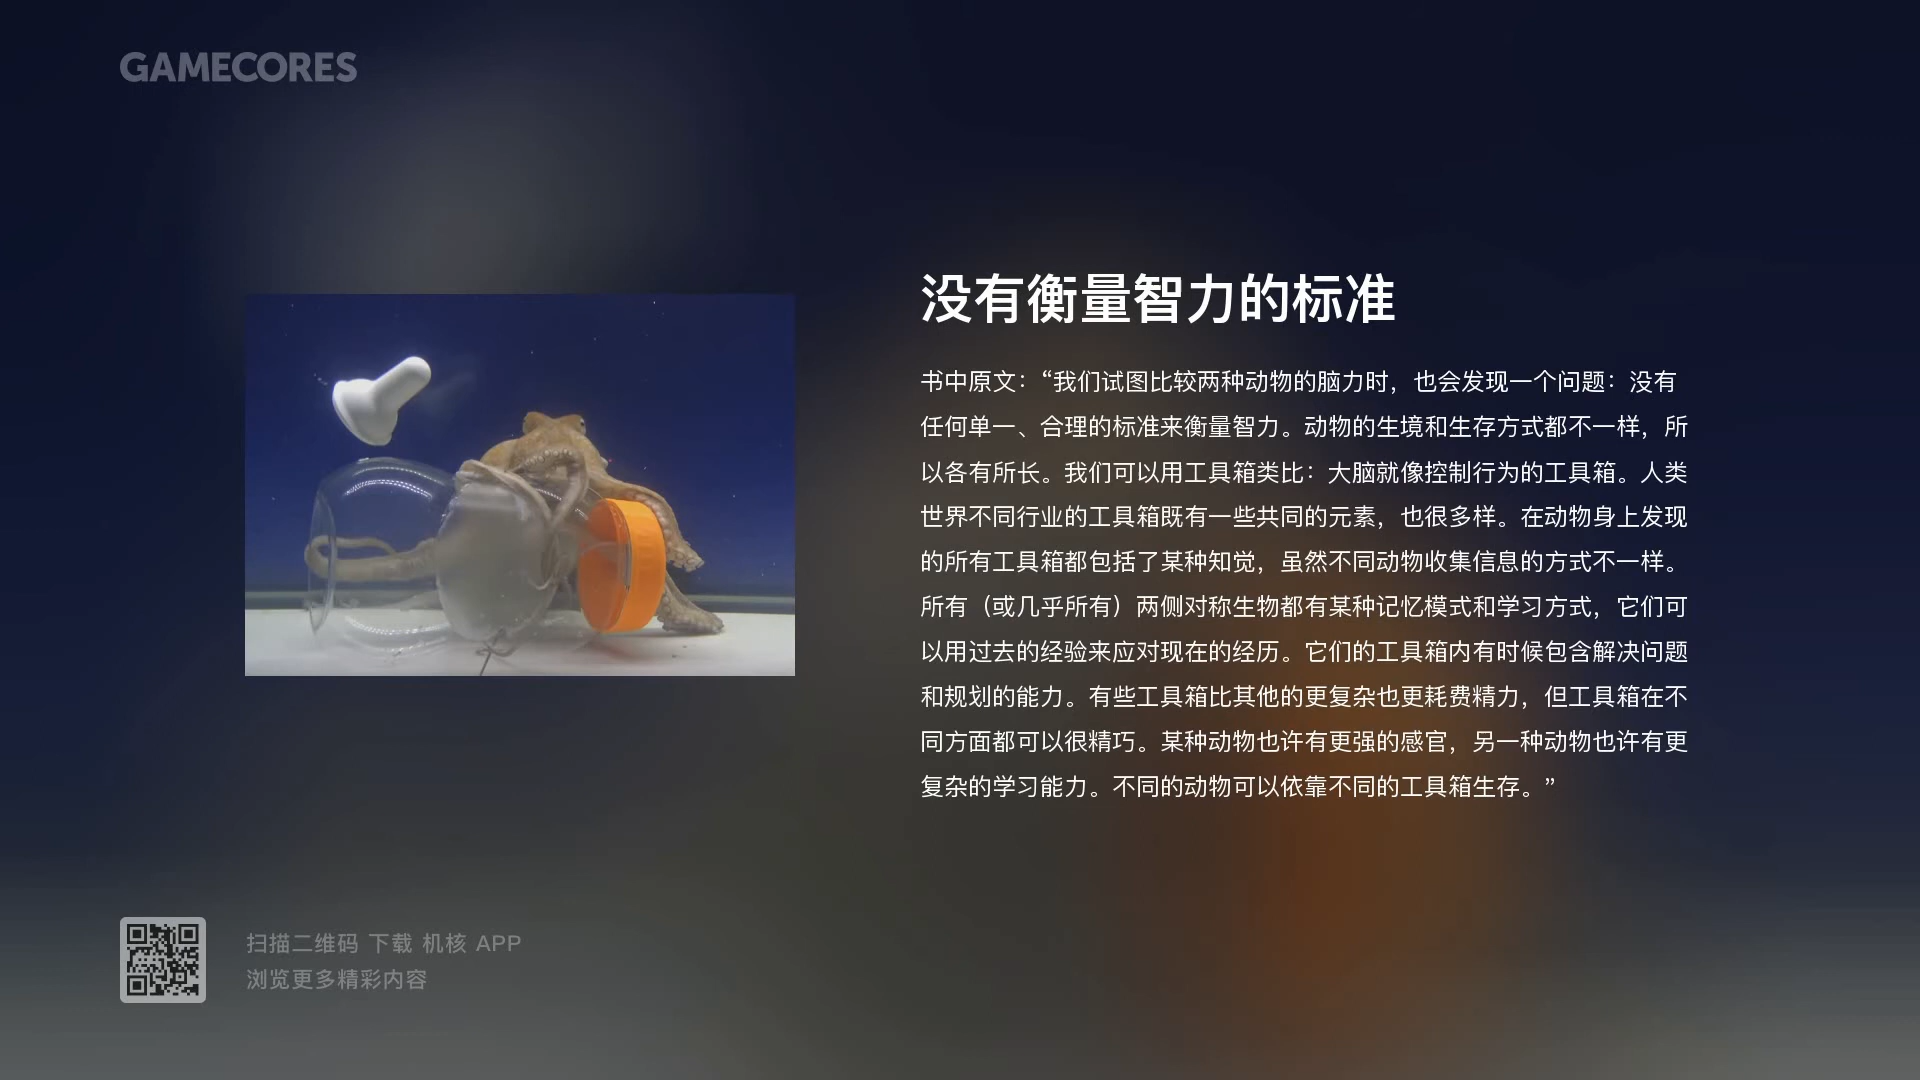 GAMECORES
没有衡量智力的标准
书中原文：“我们试图比较两种动物的脑力时，也会发现一个问题：没有
任何单一、合理的标准来衡量智力。动物的生境和生存方式都不一样，所
以各有所长。我们可以用工具箱类比：大脑就像控制行为的工具箱。人类
世界不同行业的工具箱既有一些共同的元素，也很多样。在动物身上发现
的所有工具箱都包括了某种知觉，虽然不同动物收集信息的方式不一样。
所有（或几乎所有）两侧对称生物都有某种记忆模式和学习方式，它们可
以用过去的经验来应对现在的经历。它们的工具箱内有时候包含解决问题
和规划的能力。有些工具箱比其他的更复杂也更耗费精力，但工具箱在不
同方面都可以很精巧。某种动物也许有更强的感官，另一种动物也许有更
复杂的学习能力。不同的动物可以依靠不同的工具箱生存。”
扫描二维码 下载 机核 APP
浏览更多精彩内容